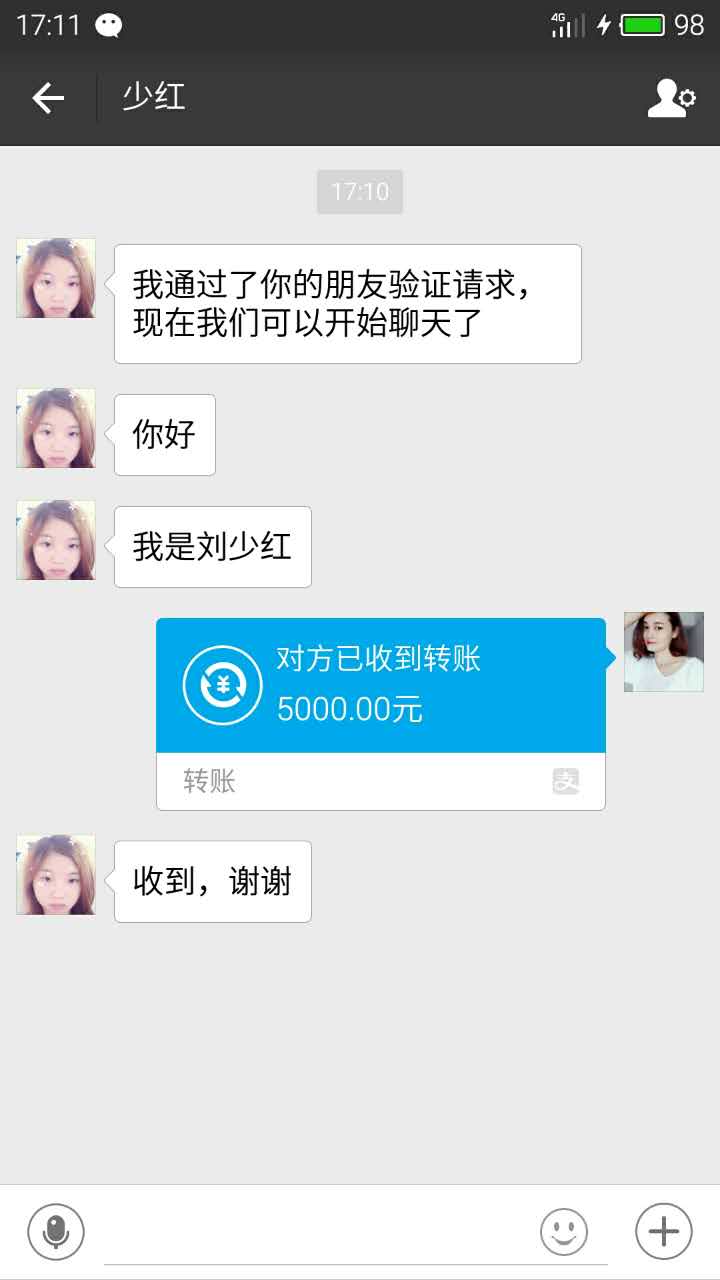 17:11
4G
98
少红
17:10
我通过了你的朋友验证请求，
现在我们可以开始聊天了
你好
我是刘少红
对方已收到转账
5000.00元
转账
支
收到，谢谢